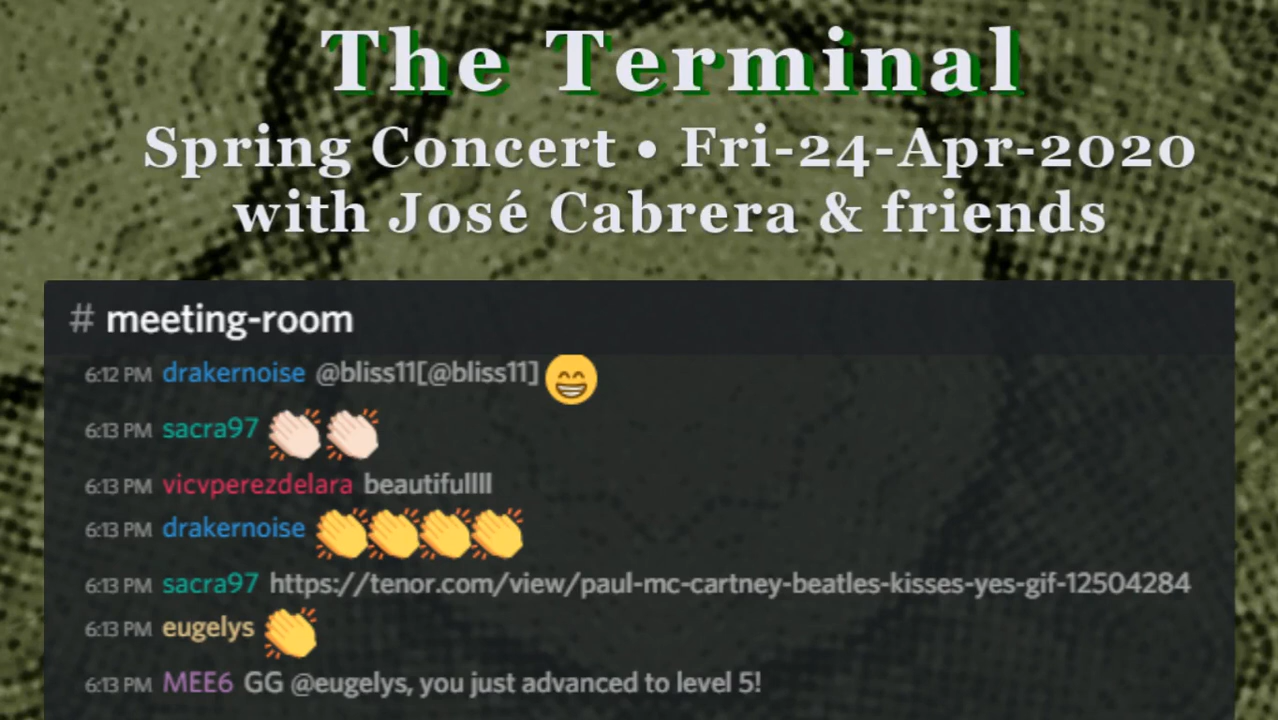 The Terminal
Spring Concert • Fri-24-Apr-2020
with José Cabrera & friends
# meeting-room
6:12 PM drakernoise @bliss11[@bliss11] 😁
6:13 PM sacra97 👏🏻👏🏻
6:13 PM vicvperezdelara beautifullll
6:13 PM drakernoise 👏👏👏👏
6:13 PM sacra97 https://tenor.com/view/paul-mc-cartney-beatles-kisses-yes-gif-12504284
6:13 PM eugelys 👏
6:13 PM MEE6 GG @eugelys, you just advanced to level 5!